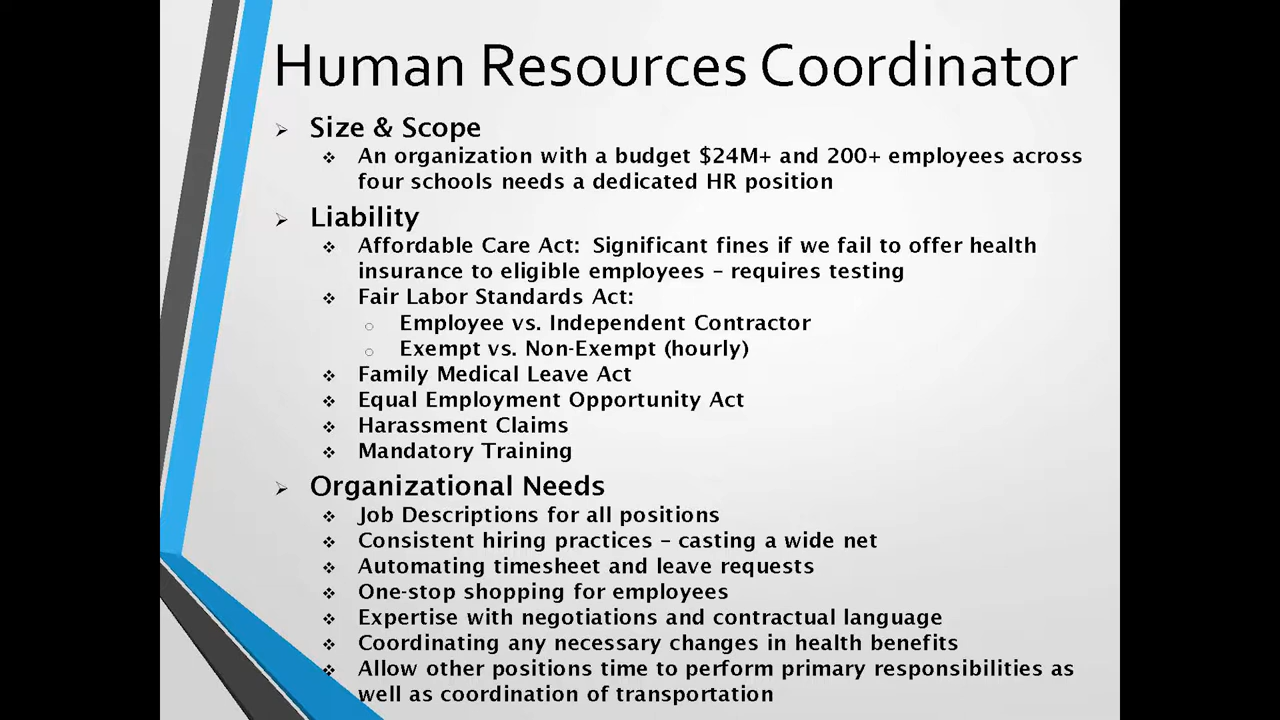 Human Resources Coordinator
Size & Scope
An organization with a budget $24M+ and 200+ employees across
four schools needs a dedicated HR position
Liability
Affordable Care Act:  Significant fines if we fail to offer health
insurance to eligible employees – requires testing
Fair Labor Standards Act:
Employee vs. Independent Contractor
Exempt vs. Non-Exempt (hourly)
Family Medical Leave Act
Equal Employment Opportunity Act
Harassment Claims
Mandatory Training
Organizational Needs
Job Descriptions for all positions
Consistent hiring practices – casting a wide net
Automating timesheet and leave requests
One-stop shopping for employees
Expertise with negotiations and contractual language
Coordinating any necessary changes in health benefits
Allow other positions time to perform primary responsibilities as
well as coordination of transportation